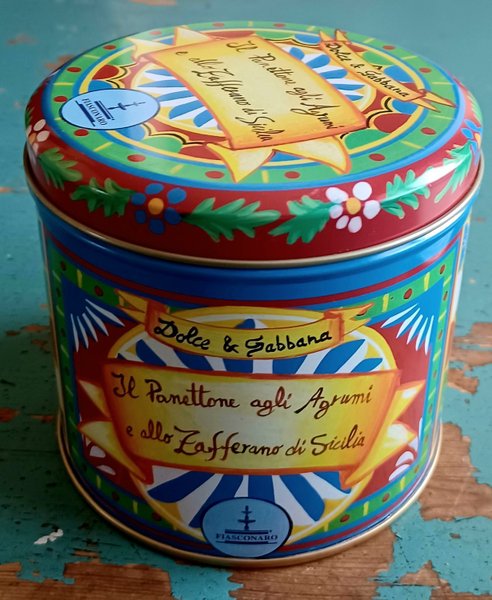 Dolce & Gabbana
Il Panettone agli Agrumi
e allo Zafferano di Sicilia
FIASCONARO
Dolce & Gabbana
Il Panettone agli Agrumi
e allo Zafferano di Sicilia
FIASCONARO